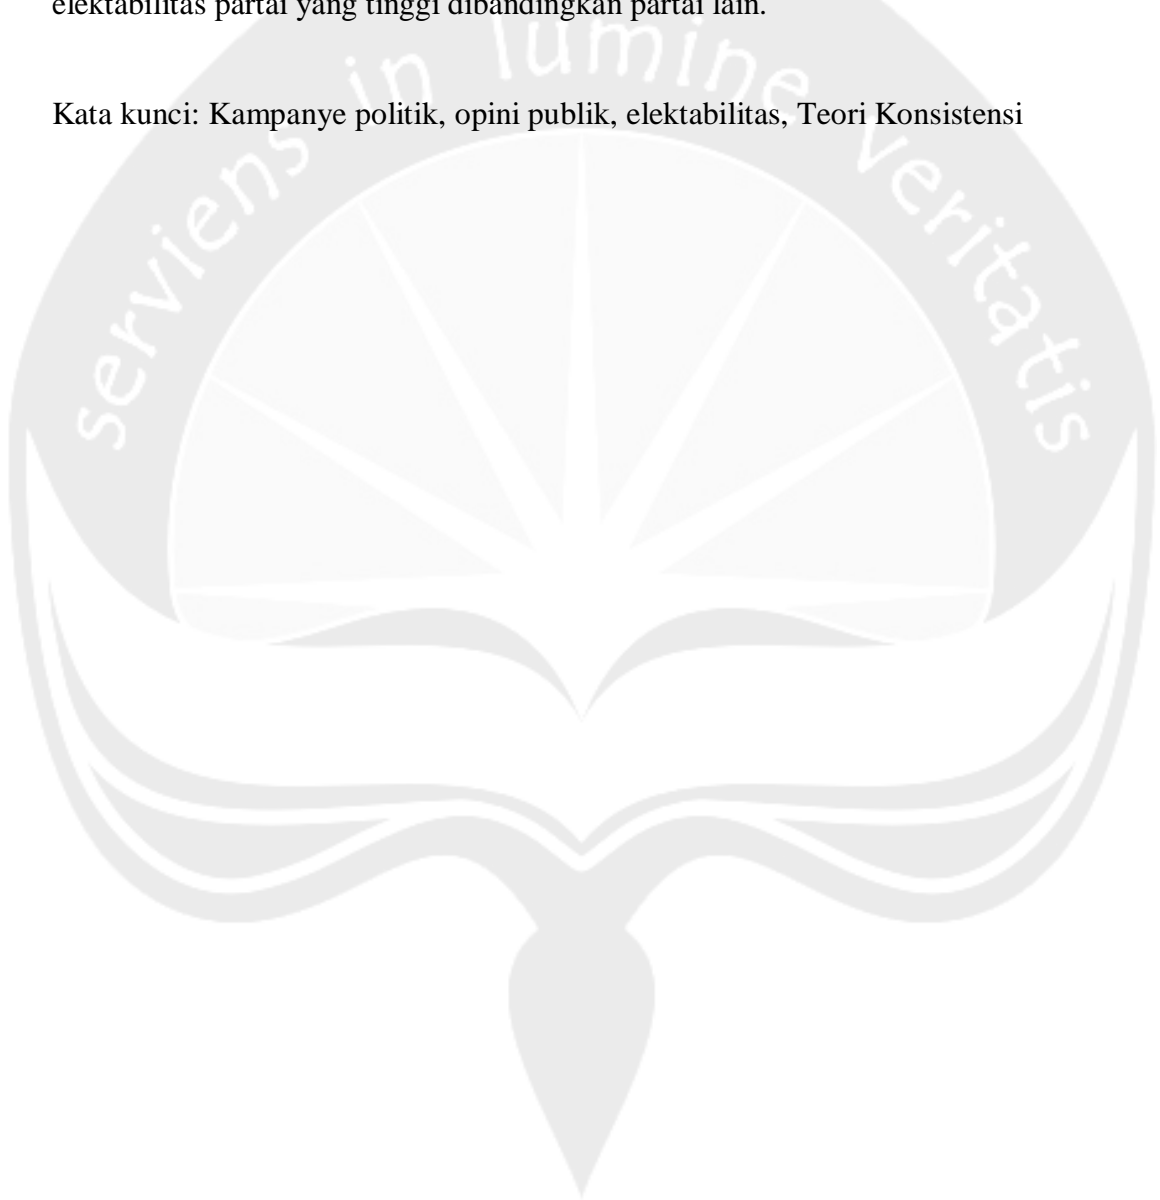 elektabilitas partai yang tinggi dibandingkan partai lain.
serviens in lumine veritatis
Kata kunci: Kampanye politik, opini publik, elektabilitas, Teori Konsistensi